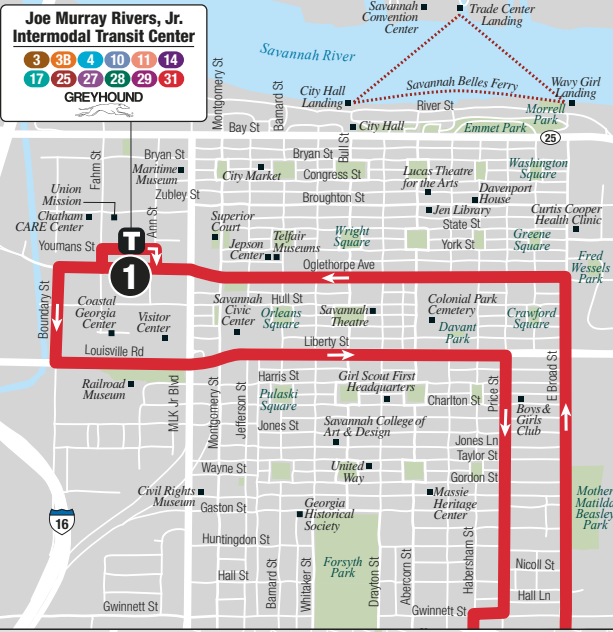 Joe Murray Rivers, Jr.
Intermodal Transit Center
3 3B 4 10 11 14
17 25 27 28 29 31
GREYHOUND
Savannah
Convention
Center
Trade Center
Landing
Savannah River
City Hall
Landing
Savannah Belles Ferry
Wavy Girl
Landing
River St
Morrell
Park
Montgomery St
Barnard St
Bay St
Bull St
City Hall
Emmet Park
25
Fahm St
Bryan St
Maritime
Museum
City Market
Bryan St
Congress St
Lucas Theatre
for the Arts
Washington
Square
Union
Mission
Zubley St
Broughton St
Davenport
House
Chatham
CARE Center
Ann St
Superior
Court
Jen Library
Curtis Cooper
Health Clinic
State St
Youmans St
T
Jepson
Center
Telfair
Museums
Wright
Square
York St
Greene
Square
1
Oglethorpe Ave
Fred
Wessels
Park
Boundary St
Coastal
Georgia
Center
Visitor
Center
Savannah
Civic
Center
Hull St
Orleans
Square
Savannah
Theatre
Colonial Park
Cemetery
Davant
Park
Crawford
Square
Louisville Rd
Liberty St
Railroad
Museum
MLK Jr Blvd
Montgomery St
Jefferson St
Harris St
Pulaski
Square
Girl Scout First
Headquarters
Charlton St
Price St
E Broad St
Boys &
Girls
Club
Jones St
Savannah College of
Art & Design
Jones Ln
Taylor St
Wayne St
United
Way
Gordon St
Civil Rights
Museum
Gaston St
Georgia
Historical
Society
Massie
Heritage
Center
Mother
Matilda
Beasley
Park
16
Huntingdon St
Forsyth
Park
Hall St
Barnard St
Whitaker St
Drayton St
Abercorn St
Habersham St
Nicoll St
Hall Ln
Gwinnett St
Gwinnett St